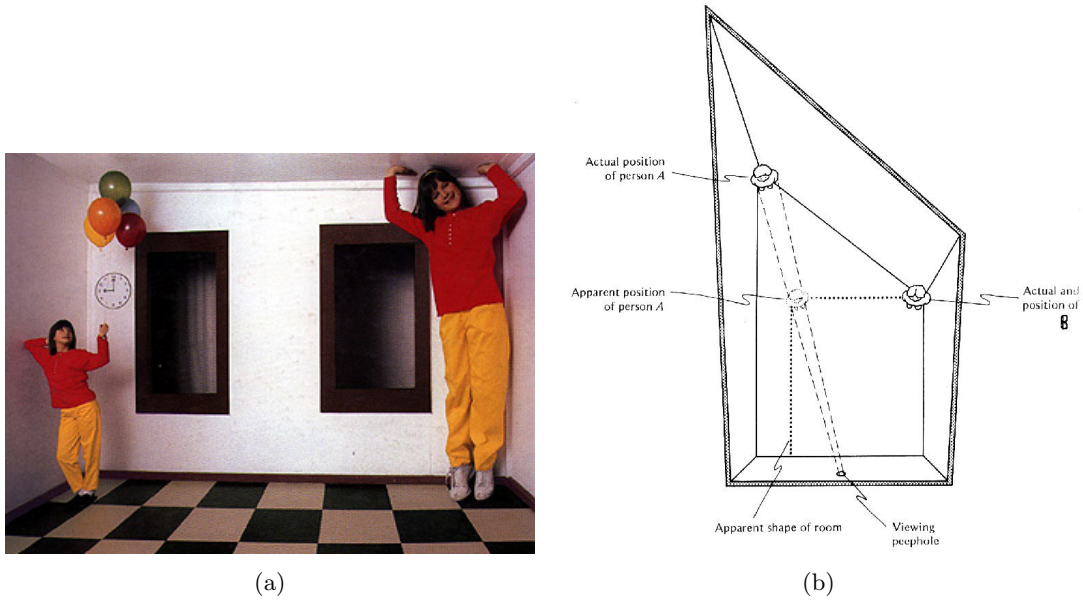 Actual position
of person A
Apparent position
of person A
Actual and
position of
Apparent shape of room
Viewing
peephole
(a)
(b)